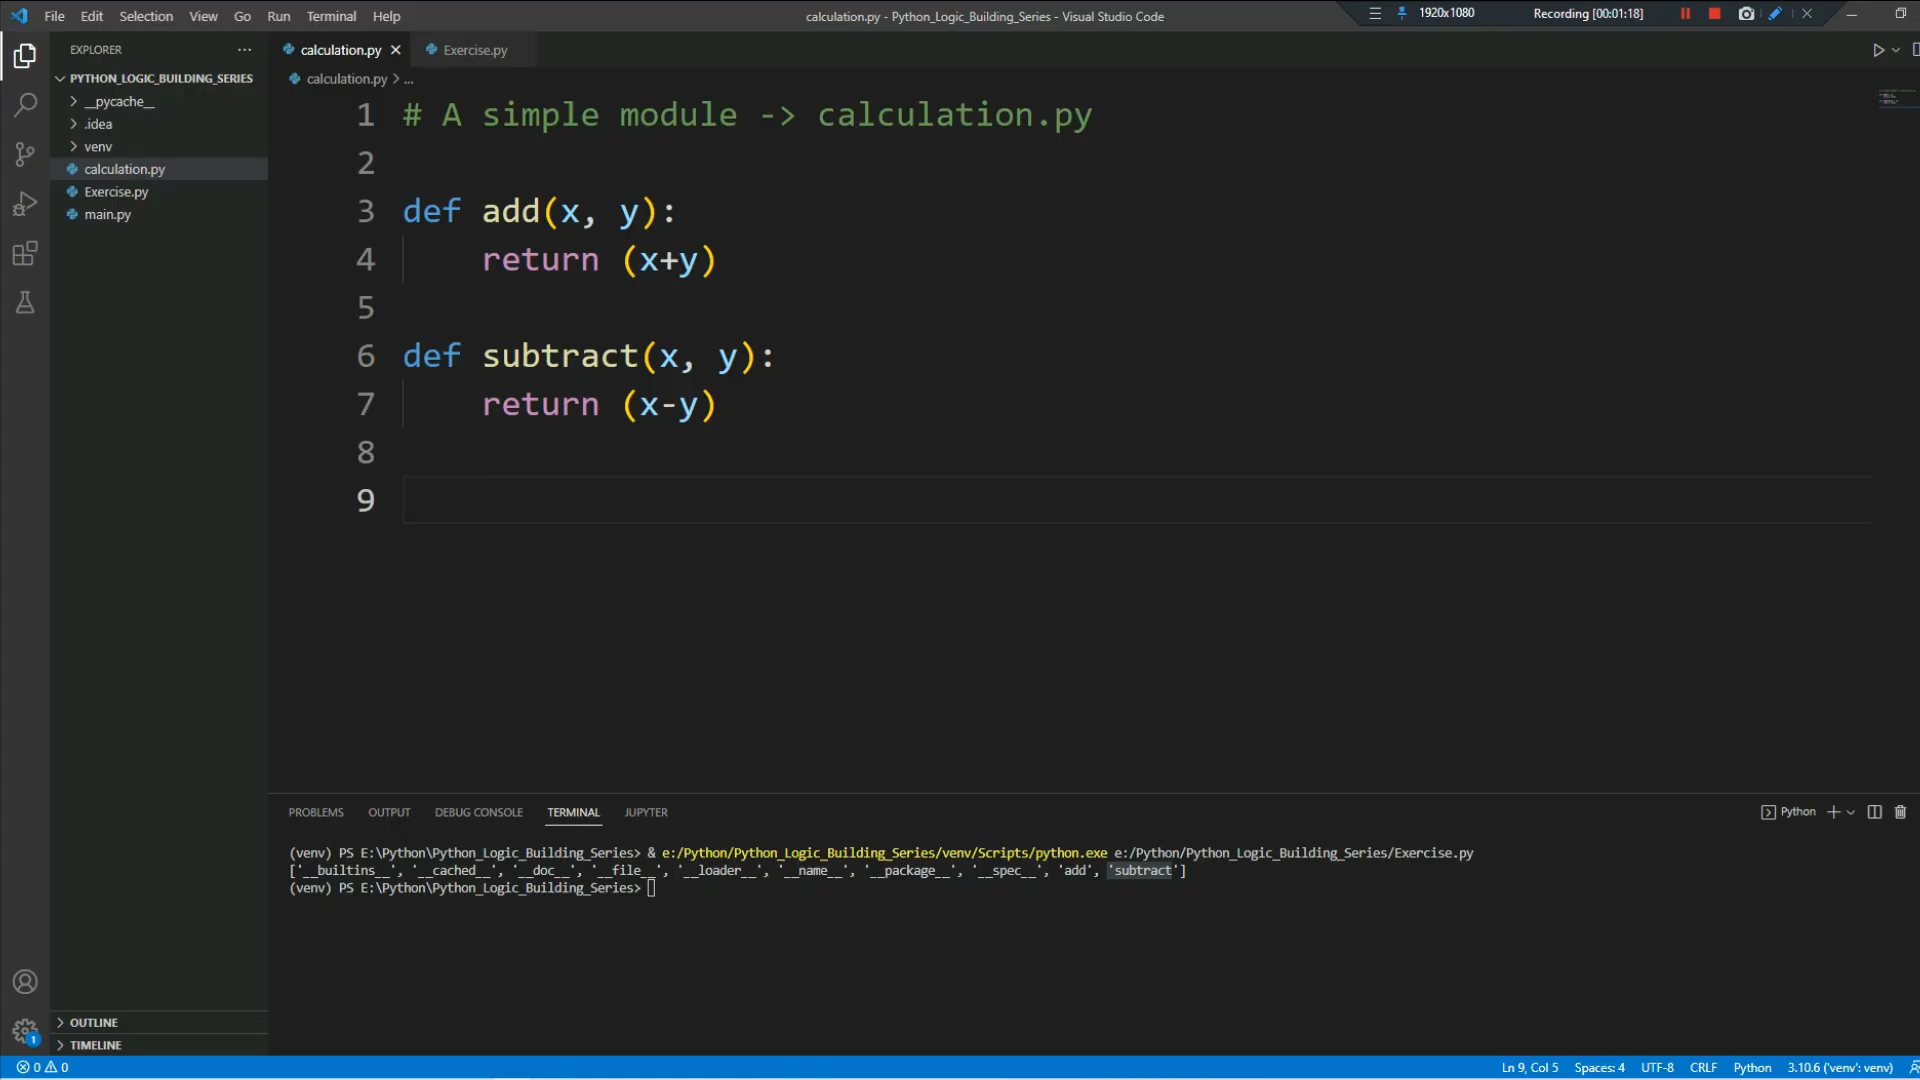 File Edit Selection View Go Run Terminal Help
calculation.py - Python_Logic_Building_Series - Visual Studio Code
1920x1080
Recording [00:01:18]
EXPLORER
PYTHON_LOGIC_BUILDING_SERIES
__pycache__
.idea
venv
calculation.py
Exercise.py
main.py
OUTLINE
TIMELINE
calculation.py
Exercise.py
calculation.py > ...
1 # A simple module -> calculation.py
2
3 def add(x, y):
4 return (x+y)
5
6 def subtract(x, y):
7 return (x-y)
8
9
PROBLEMS OUTPUT DEBUG CONSOLE TERMINAL JUPYTER
Python
(venv) PS E:\Python\Python_Logic_Building_Series> & e:/Python/Python_Logic_Building_Series/venv/Scripts/python.exe e:/Python/Python_Logic_Building_Series/Exercise.py
['__builtins__', '__cached__', '__doc__', '__file__', '__loader__', '__name__', '__package__', '__spec__', 'add', 'subtract']
(venv) PS E:\Python\Python_Logic_Building_Series>
1
0 0
Ln 9, Col 5 Spaces: 4 UTF-8 CRLF Python 3.10.6 ('venv': venv)